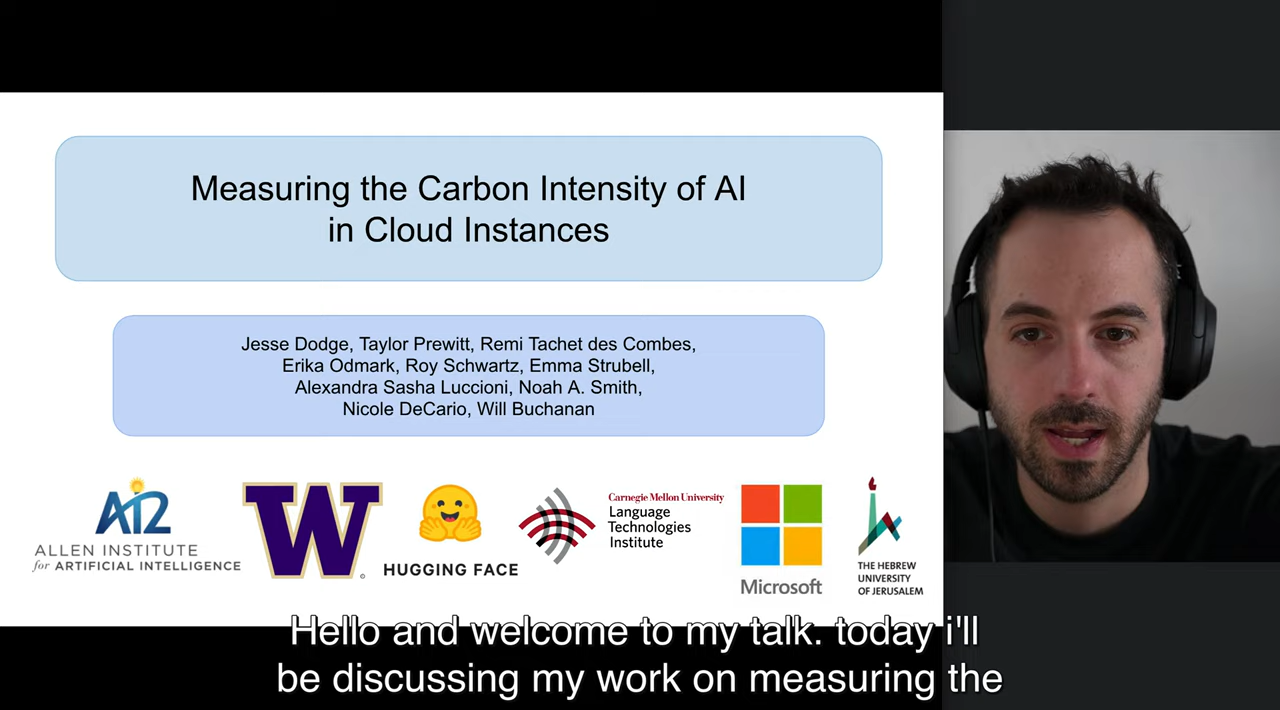 Measuring the Carbon Intensity of AI
in Cloud Instances
Jesse Dodge, Taylor Prewitt, Remi Tachet des Combes,
Erika Odmark, Roy Schwartz, Emma Strubell,
Alexandra Sasha Luccioni, Noah A. Smith,
Nicole DeCario, Will Buchanan
AI2
ALLEN INSTITUTE
for ARTIFICIAL INTELLIGENCE
W
©
HUGGING FACE
Carnegie Mellon University
Language
Technologies
Institute
Microsoft
THE HEBREW
UNIVERSITY
OF JERUSALEM
Hello and welcome to my talk. today i'll
be discussing my work on measuring the